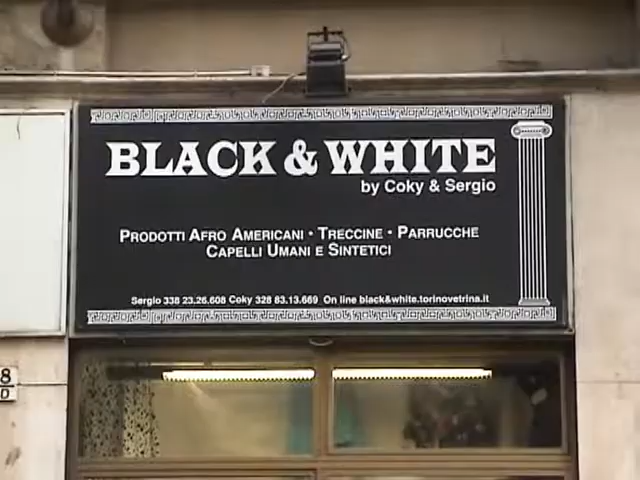 BLACK & WHITE
by Coky & Sergio
PRODOTTI AFRO AMERICANI • TRECCINE • PARRUCCHE
CAPELLI UMANI E SINTETICI
Sergio 338 23.26.608 Coky 328 83.13.669 On line black&white.torinovetrina.it
8
D